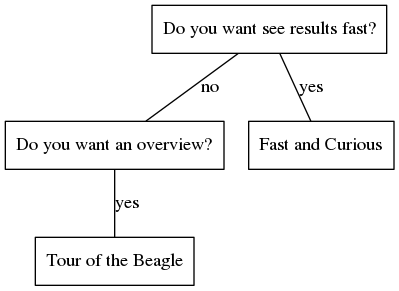 Do you want see results fast?
no
yes
Do you want an overview?
Fast and Curious
yes
Tour of the Beagle